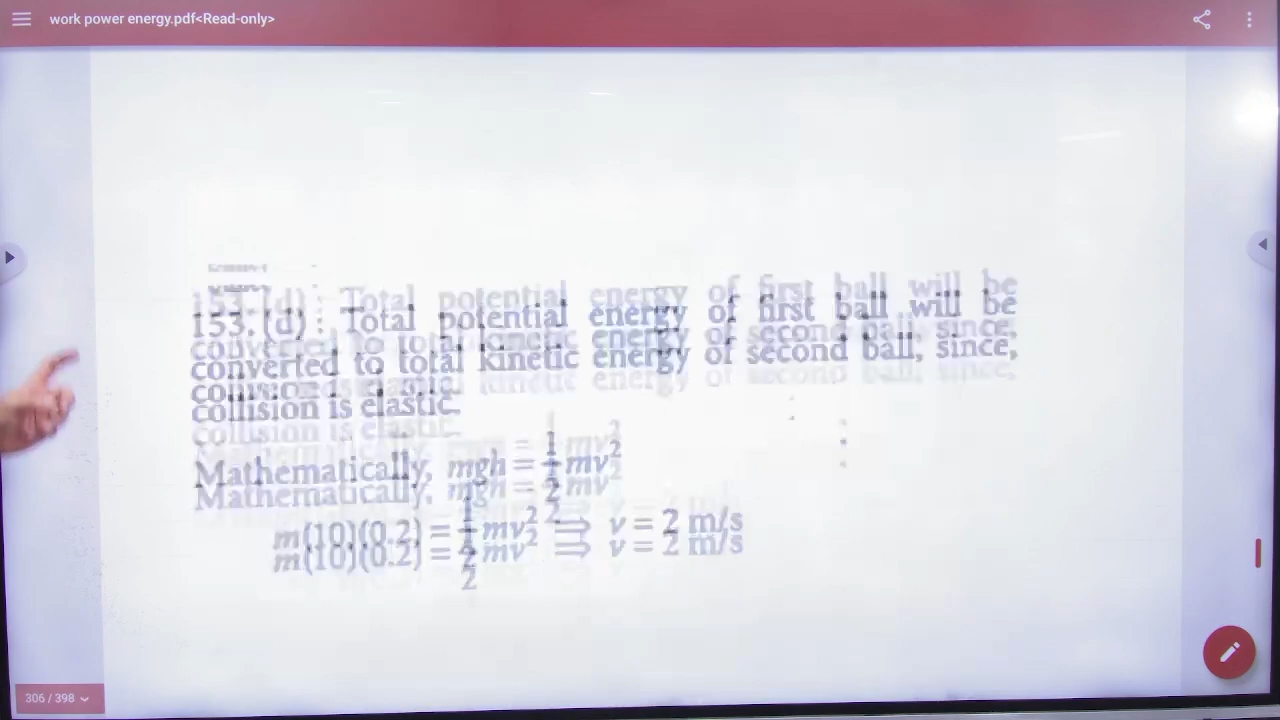 work power energy.pdf<Read-only>
153. (d) : Total potential energy of first ball will be
converted to total kinetic energy of second ball, since,
collision is elastic.
Mathematically, mgh = 1/2 mv²
m(10)(0.2) = 1/2 mv² ⇒ v = 2 m/s
306 / 398